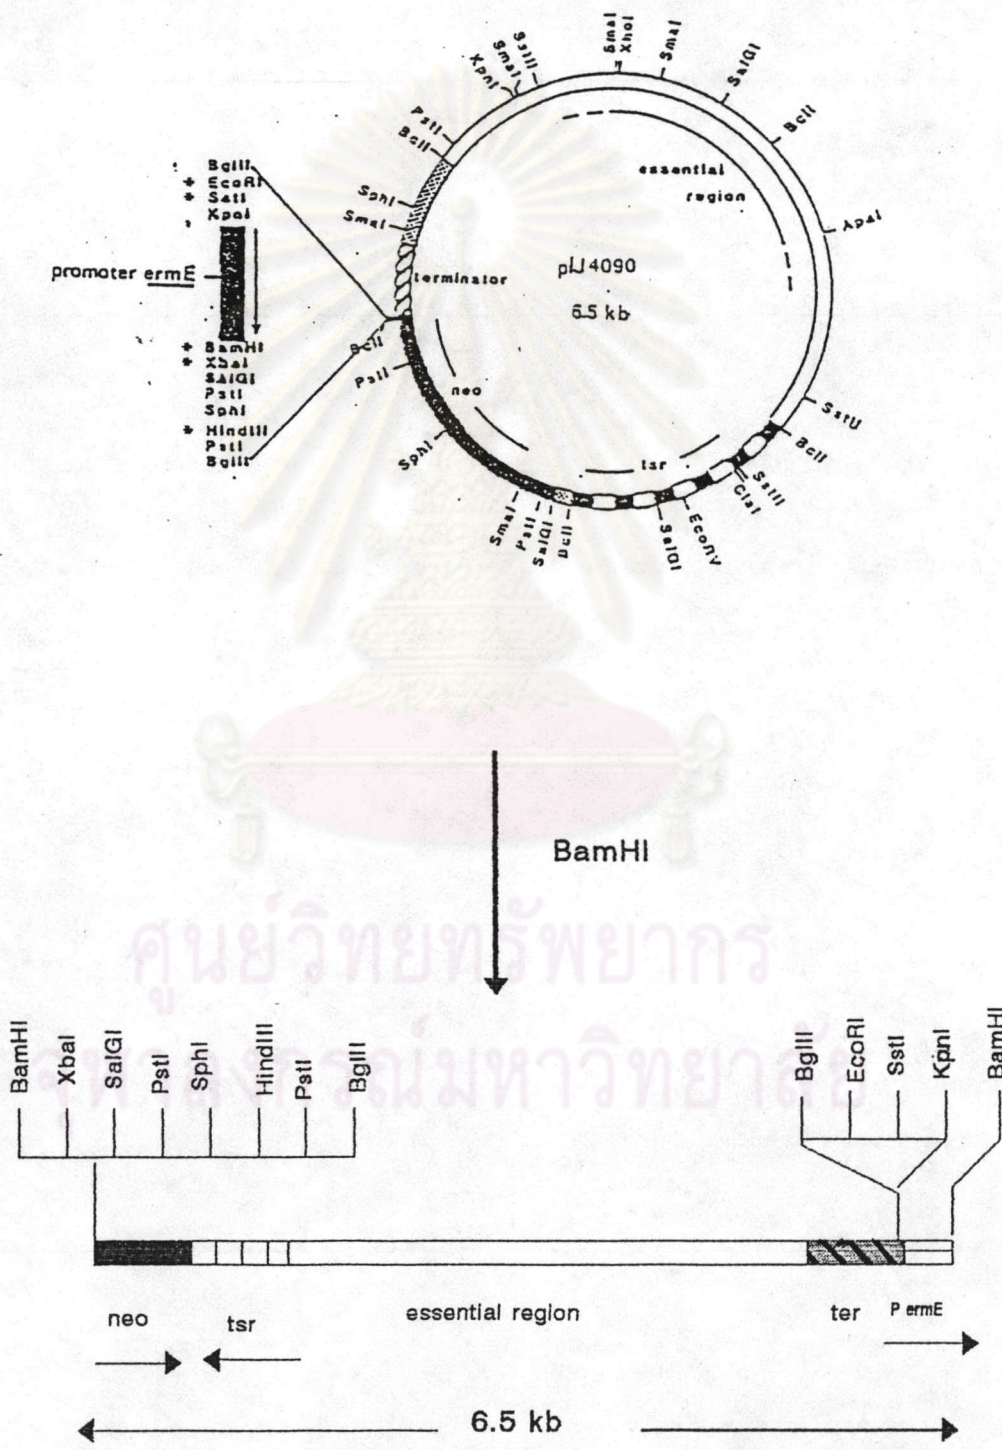 SmaI
XhoI
SmaI
SalGI
BclI
SstII
SmaI
KpnI
PstI
BclI
SphI
SmaI
essential
region
terminator
pIJ4090
6.5 kb
BglII
* EcoRI
promoter ermE
* BamHI
* XbaI
SalGI
PstI
SphI
* HindIII
PstI
BglII
BclI
PstI
neo
SphI
SmaI
PstI
SalGI
BclI
tsr
SalGI
EcoRV
ClaI
SstII
BclI
BamHI
ศูนย์วิทยทรัพยากร
จุฬาลงกรณ์มหาวิทยาลัย
BamHI
XbaI
SalGI
PstI
SphI
HindIII
PstI
BglII
BglII
EcoRI
SstI
KpnI
BamHI
neo
tsr
essential region
ter
P ermE
6.5 kb